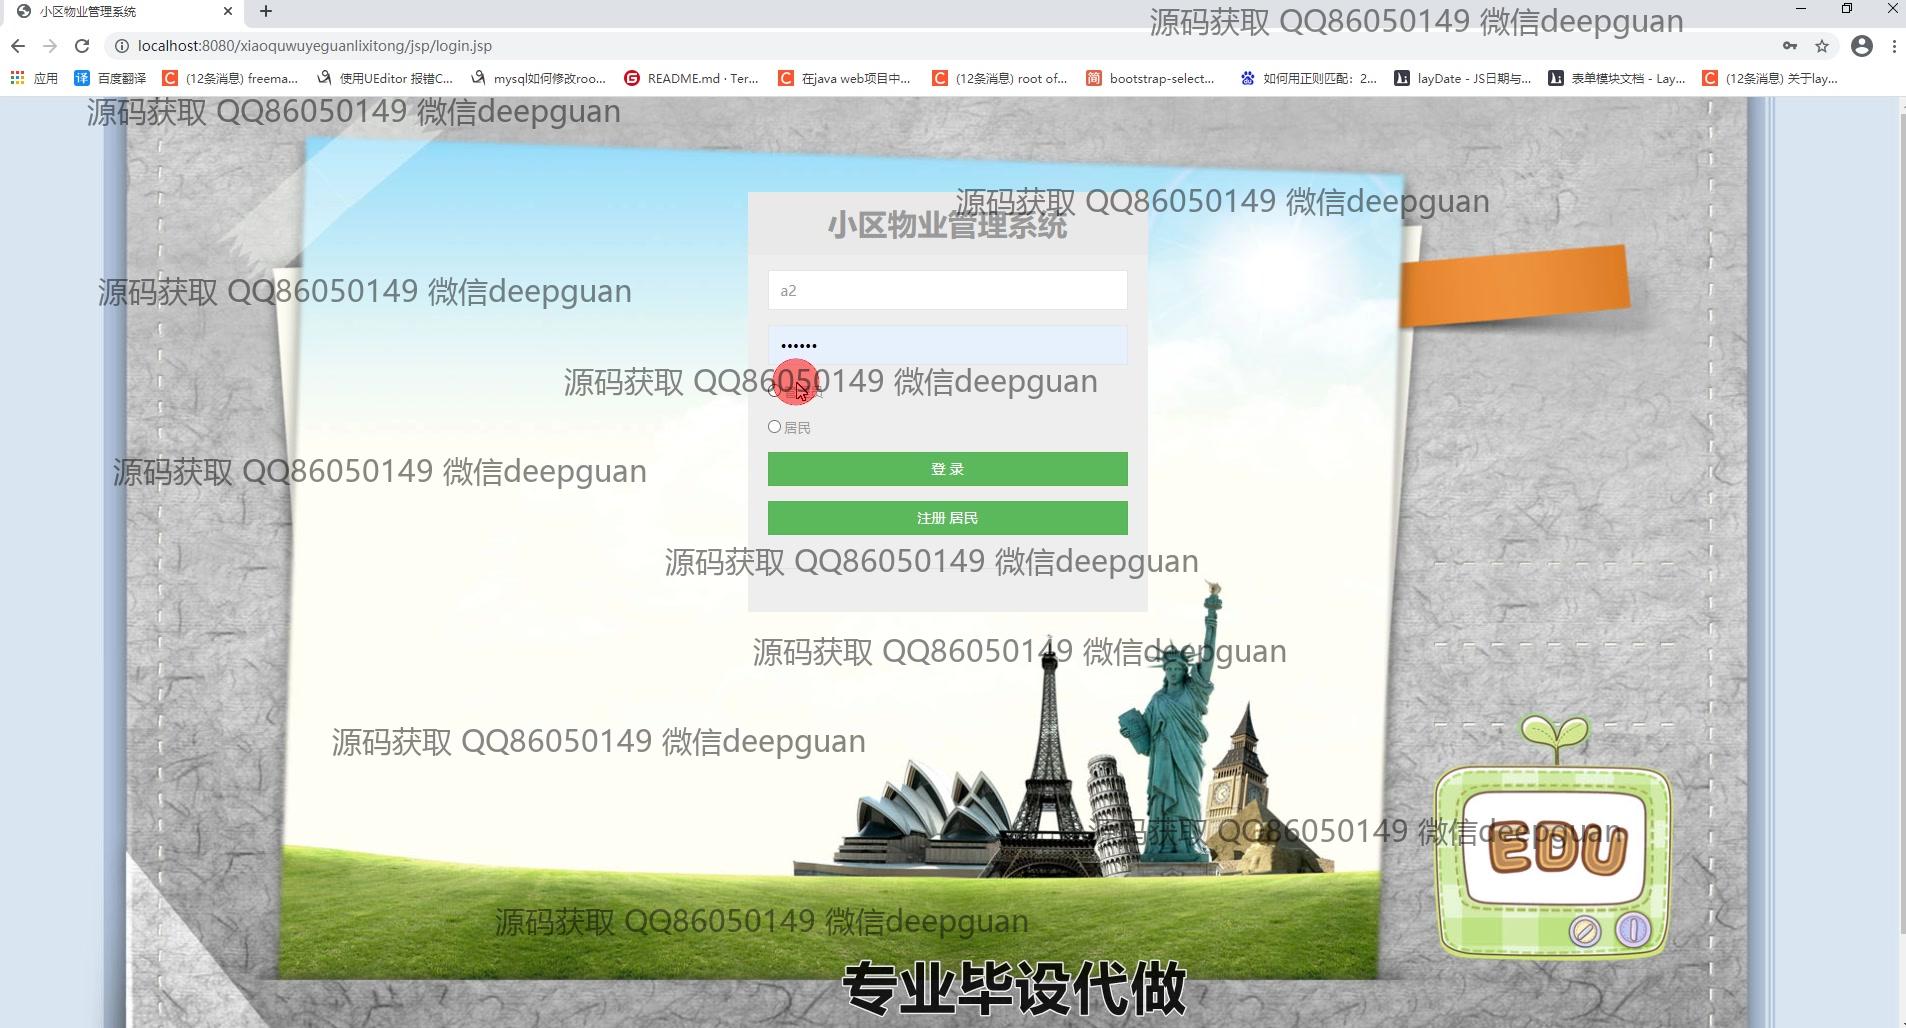 小区物业管理系统
源码获取 QQ86050149 微信deepguan
localhost:8080/xiaoquwuyeguanlixitong/jsp/login.jsp
应用
译 百度翻译
C (12条消息) freema...
使用UEditor 报错C...
mysql如何修改roo...
README.md · Ter...
C 在java web项目中...
C (12条消息) root of...
简 bootstrap-select...
如何用正则匹配：2...
layDate - JS日期与...
表单模块文档 - Lay...
C (12条消息) 关于lay...
源码获取 QQ86050149 微信deepguan
源码获取 QQ86050149 微信deepguan
小区物业管理系统
源码获取 QQ86050149 微信deepguan
a2
••••••
源码获取 QQ86050149 微信deepguan
居民
源码获取 QQ86050149 微信deepguan
登 录
注册 居民
源码获取 QQ86050149 微信deepguan
源码获取 QQ86050149 微信deepguan
源码获取 QQ86050149 微信deepguan
源码获取 QQ86050149 微信deepguan
EDU
源码获取 QQ86050149 微信deepguan
专业毕设代做